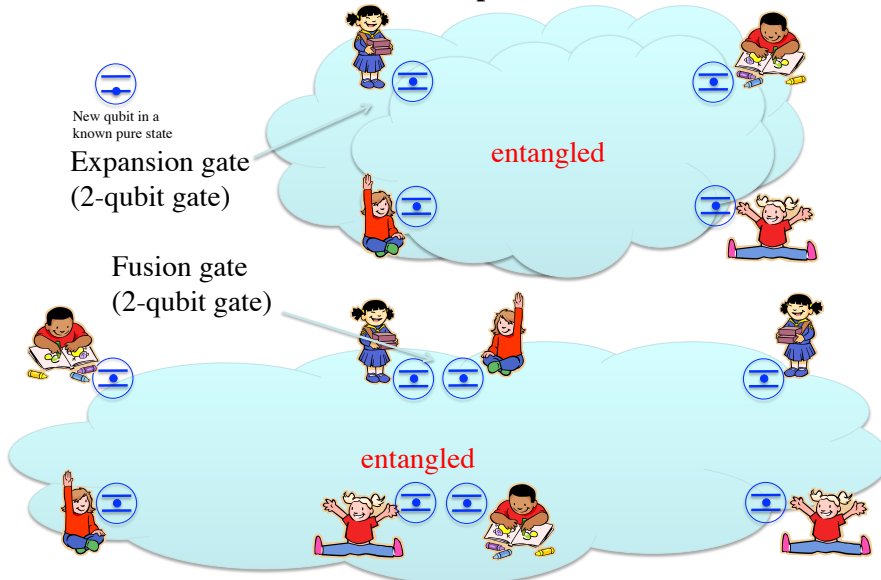 New qubit in a
known pure state
Expansion gate
(2-qubit gate)
entangled
Fusion gate
(2-qubit gate)
entangled